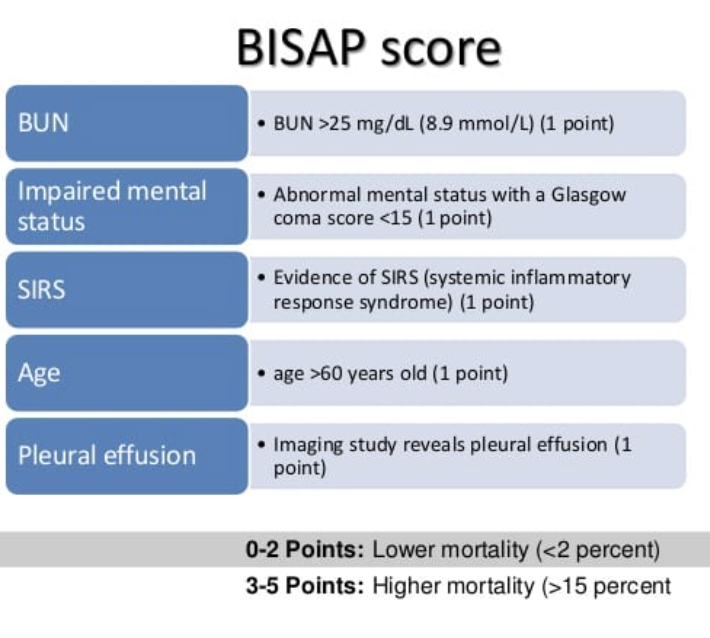 BISAP score
BUN
• BUN >25 mg/dL (8.9 mmol/L) (1 point)
Impaired mental
status
• Abnormal mental status with a Glasgow
coma score <15 (1 point)
SIRS
• Evidence of SIRS (systemic inflammatory
response syndrome) (1 point)
Age
• age >60 years old (1 point)
Pleural effusion
• Imaging study reveals pleural effusion (1
point)
0-2 Points: Lower mortality (<2 percent)
3-5 Points: Higher mortality (>15 percent